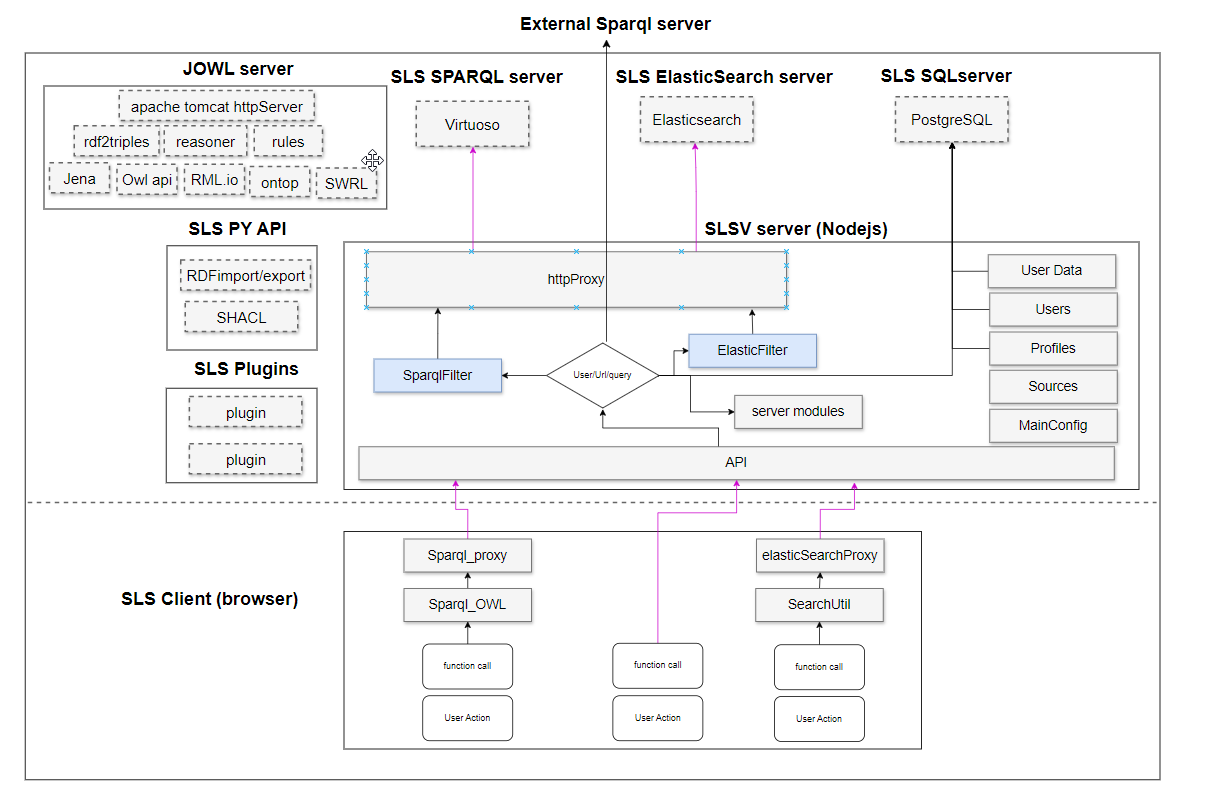 External Sparql server
JOWL server
SLS SPARQL server
SLS ElasticSearch server
SLS SQLserver
apache tomcat httpServer
Virtuoso
Elasticsearch
PostgreSQL
rdf2triples
reasoner
rules
Jena
Owl api
RML.io
ontop
SWRL
SLS PY API
SLSV server (Nodejs)
RDFimport/export
httpProxy
User Data
SHACL
Users
SLS Plugins
SparqlFilter
User/Url/query
ElasticFilter
Profiles
Sources
plugin
server modules
MainConfig
plugin
API
SLS Client (browser)
Sparql_proxy
elasticSearchProxy
Sparql_OWL
SearchUtil
function call
function call
function call
User Action
User Action
User Action